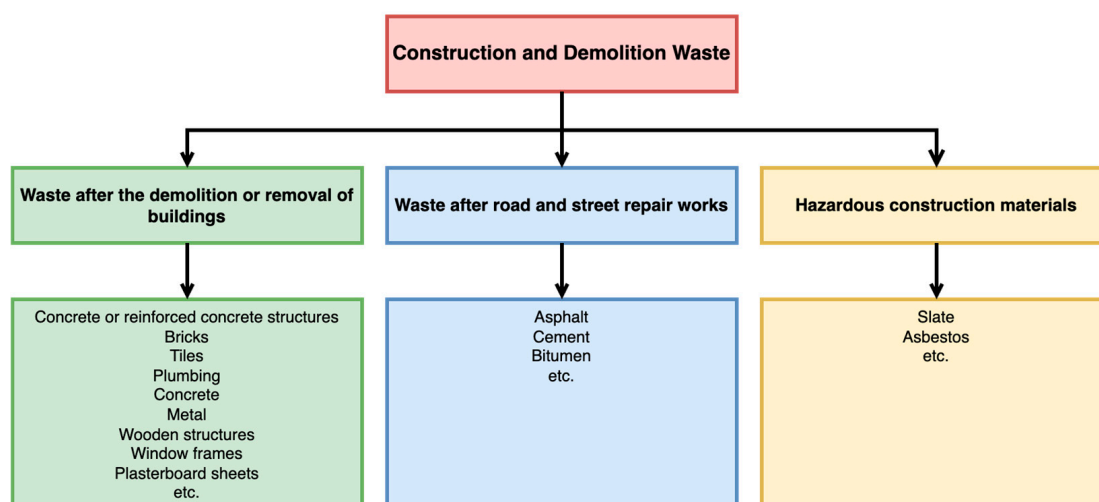 Construction and Demolition Waste
Waste after the demolition or removal of
buildings
Waste after road and street repair works
Hazardous construction materials
Concrete or reinforced concrete structures
Bricks
Tiles
Plumbing
Concrete
Metal
Wooden structures
Window frames
Plasterboard sheets
etc.
Asphalt
Cement
Bitumen
etc.
Slate
Asbestos
etc.